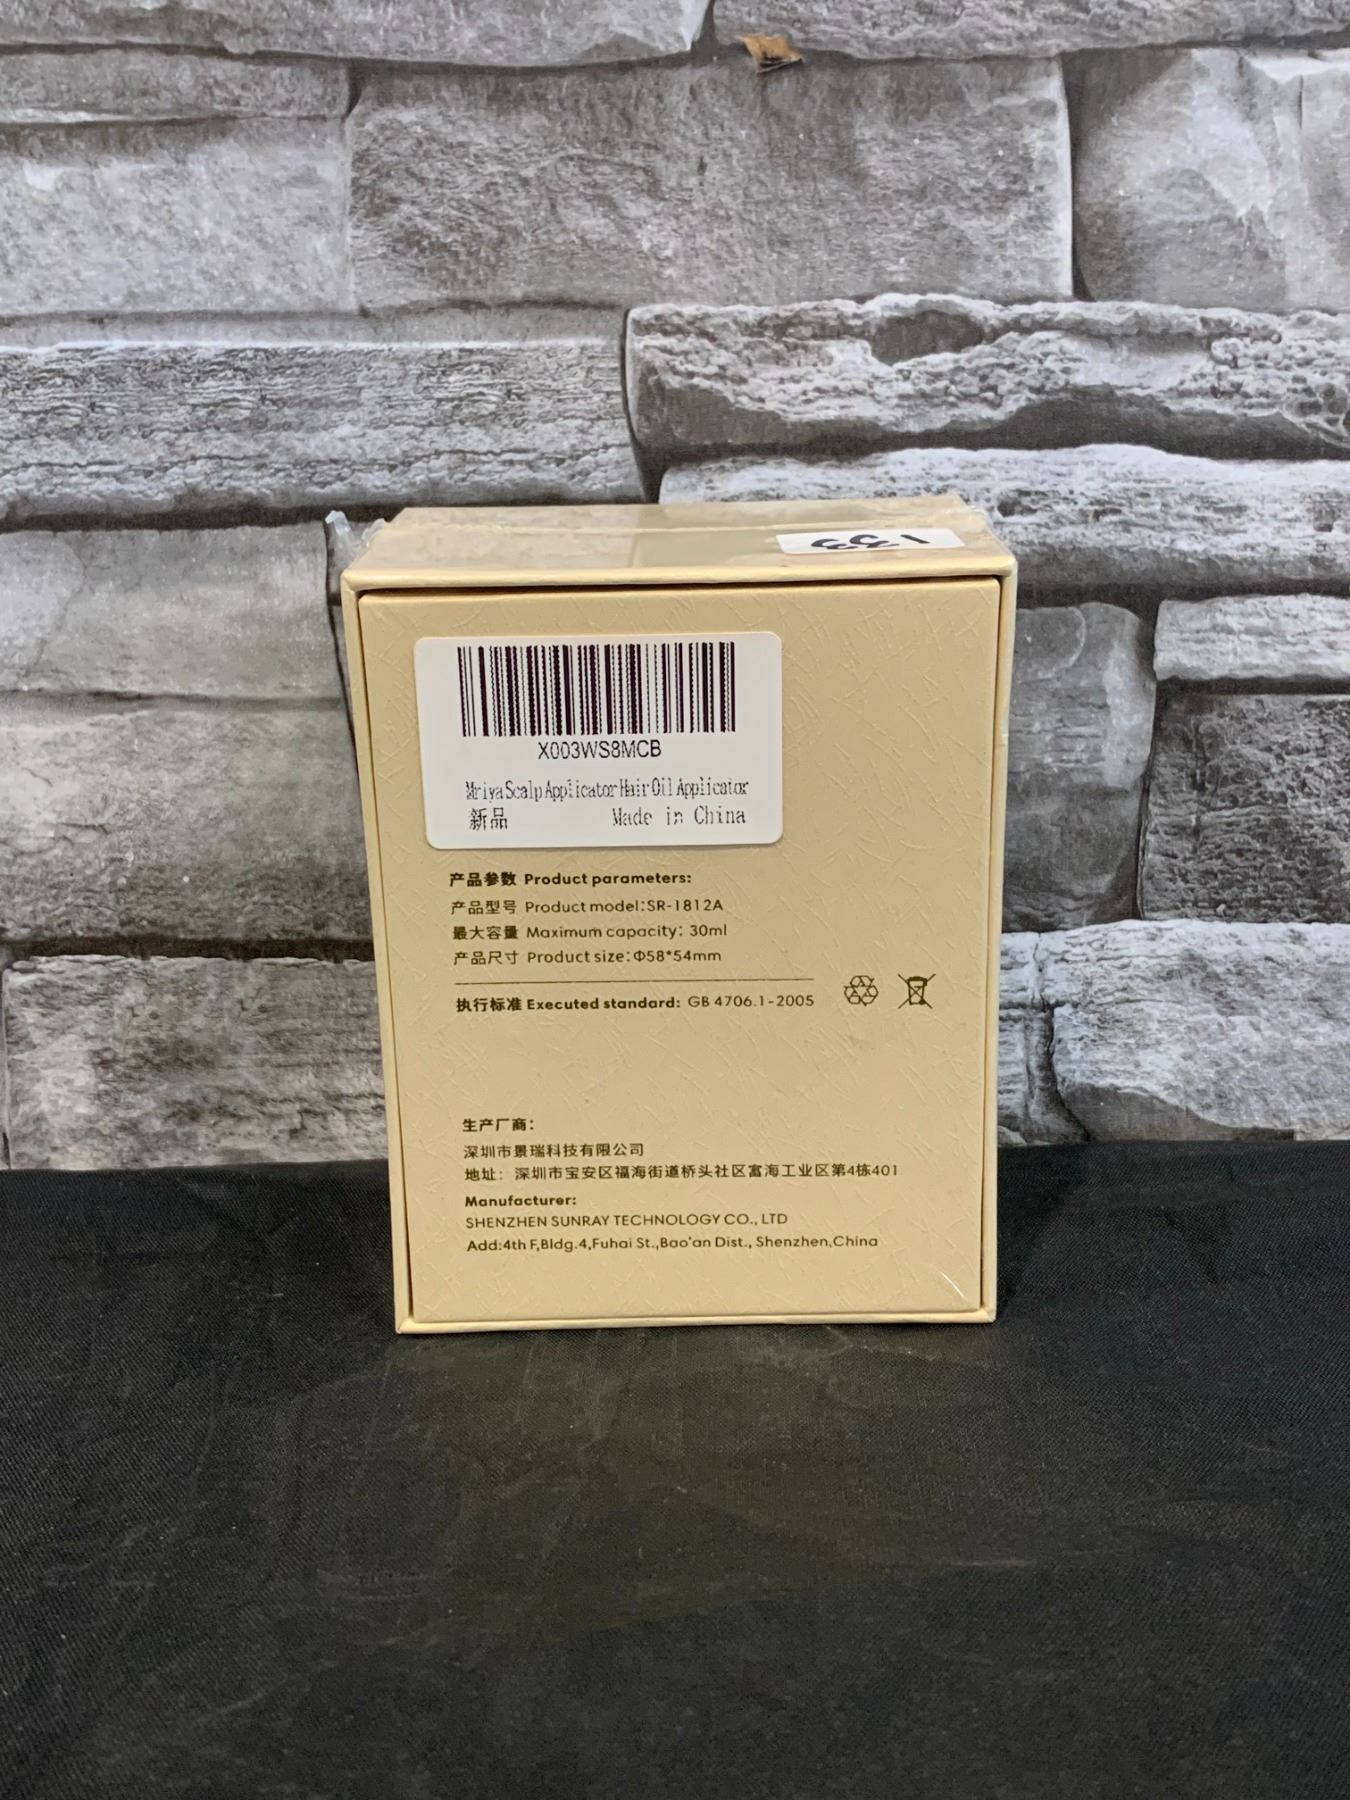 133
X003WS8MCB
Mriya Scalp Applicator Hair Oil Applicator
新品 Made in China
产品参数 Product parameters:
产品型号 Product model:SR-1812A
最大容量 Maximum capacity: 30ml
产品尺寸 Product size:Φ58*54mm
执行标准 Executed standard: GB 4706.1-2005
生产厂商:
深圳市景瑞科技有限公司
地址: 深圳市宝安区福海街道桥头社区富海工业区第4栋401
Manufacturer:
SHENZHEN SUNRAY TECHNOLOGY CO., LTD
Add:4th F,Bldg.4,Fuhai St.,Bao'an Dist., Shenzhen,China